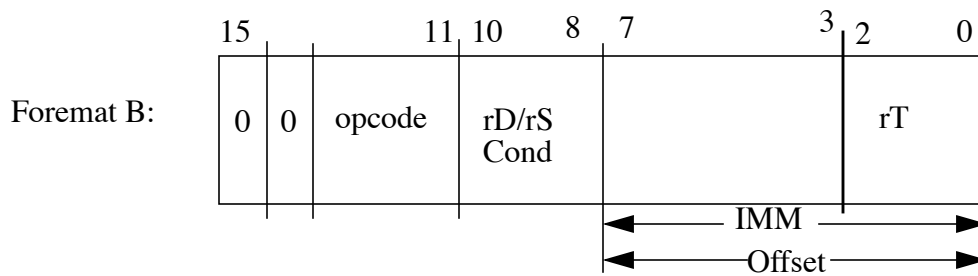 15 11 10 8 7 3 2 0
Foremat B: 0 0 opcode rD/rS rT
Cond
IMM
Offset